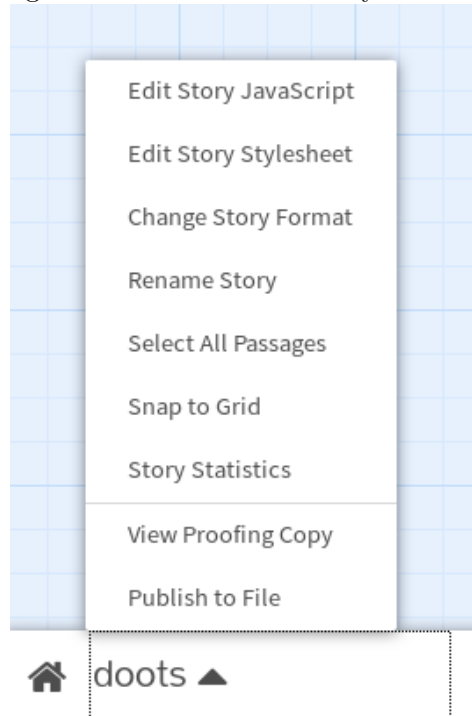 Edit Story JavaScript
Edit Story Stylesheet
Change Story Format
Rename Story
Select All Passages
Snap to Grid
Story Statistics
View Proofing Copy
Publish to File
doots